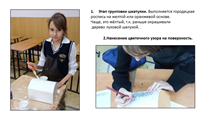 1. Этап грунтовки шкатулки. Выполняется городецкая
роспись на желтой или оранжевой основе.
Чаще, это жёлтый, т.к. раньше окрашивали
дерево луковой шелухой.
2.Нанесение цветочного узора на поверхность.